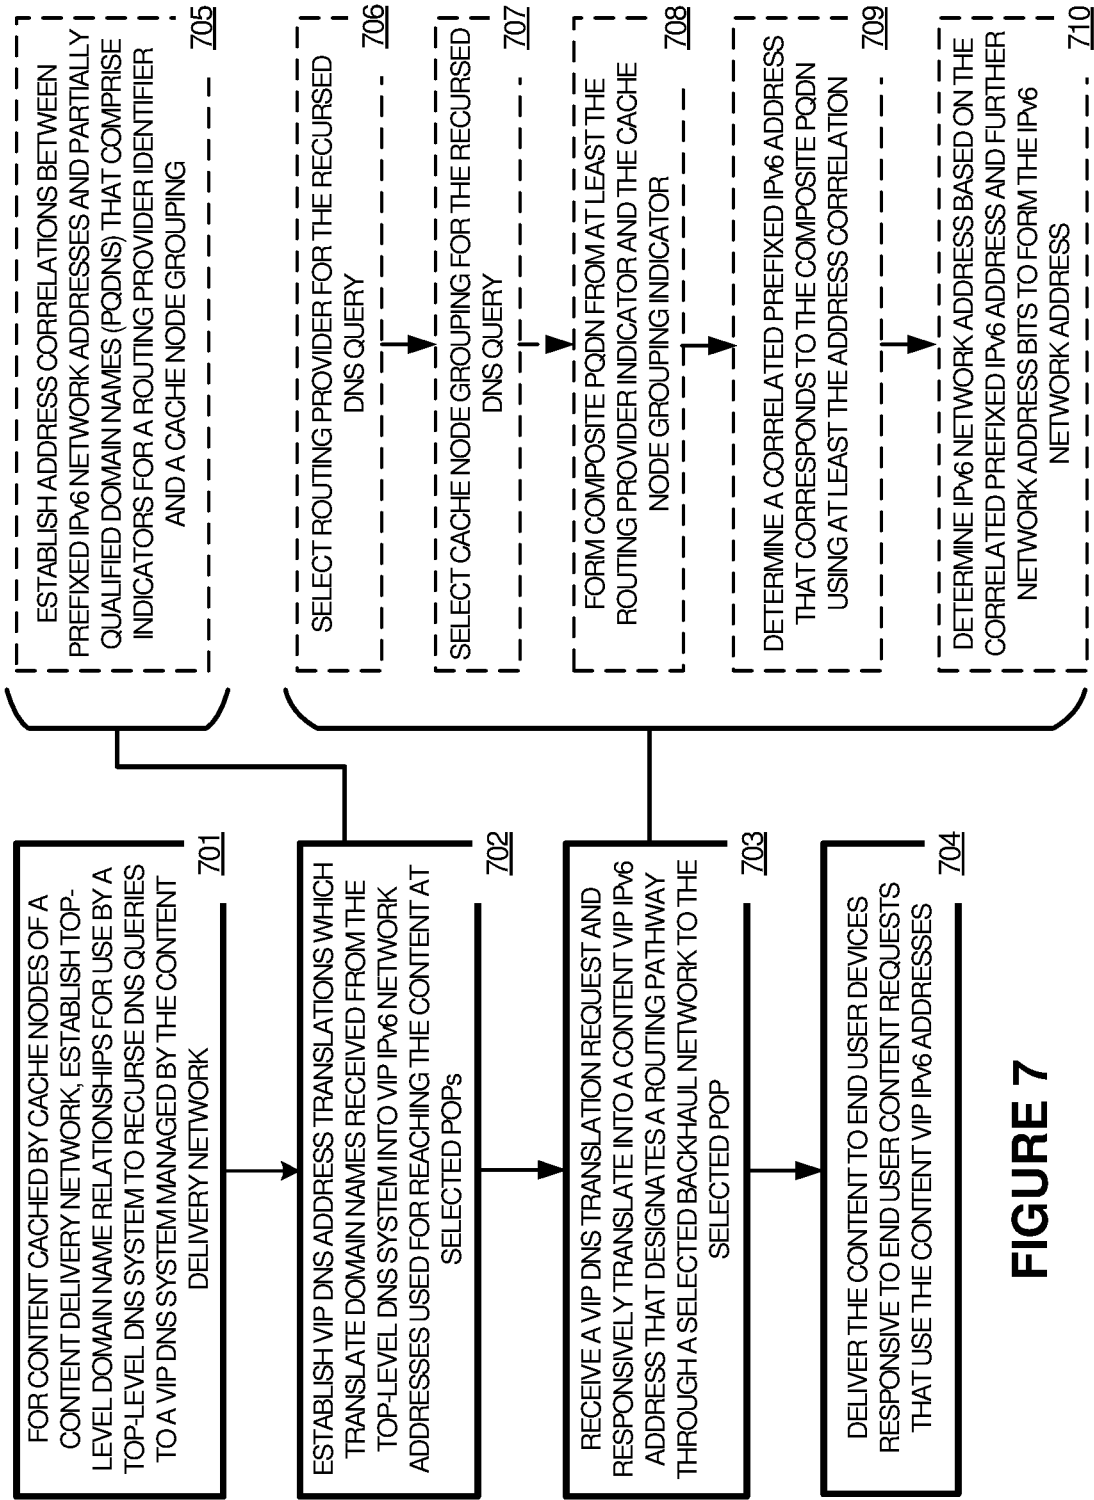 FOR CONTENT CACHED BY CACHE NODES OF A
CONTENT DELIVERY NETWORK, ESTABLISH TOP-
LEVEL DOMAIN NAME RELATIONSHIPS FOR USE BY A
TOP-LEVEL DNS SYSTEM TO RECURSE DNS QUERIES
TO A VIP DNS SYSTEM MANAGED BY THE CONTENT
DELIVERY NETWORK
701
ESTABLISH VIP DNS ADDRESS TRANSLATIONS WHICH
TRANSLATE DOMAIN NAMES RECEIVED FROM THE
TOP-LEVEL DNS SYSTEM INTO VIP IPv6 NETWORK
ADDRESSES USED FOR REACHING THE CONTENT AT
SELECTED POPs
702
RECEIVE A VIP DNS TRANSLATION REQUEST AND
RESPONSIVELY TRANSLATE INTO A CONTENT VIP IPv6
ADDRESS THAT DESIGNATES A ROUTING PATHWAY
THROUGH A SELECTED BACKHAUL NETWORK TO THE
SELECTED POP
703
DELIVER THE CONTENT TO END USER DEVICES
RESPONSIVE TO END USER CONTENT REQUESTS
THAT USE THE CONTENT VIP IPv6 ADDRESSES
704
ESTABLISH ADDRESS CORRELATIONS BETWEEN
PREFIXED IPv6 NETWORK ADDRESSES AND PARTIALLY
QUALIFIED DOMAIN NAMES (PQDNS) THAT COMPRISE
INDICATORS FOR A ROUTING PROVIDER IDENTIFIER
AND A CACHE NODE GROUPING
705
SELECT ROUTING PROVIDER FOR THE RECURSED
DNS QUERY
706
SELECT CACHE NODE GROUPING FOR THE RECURSED
DNS QUERY
707
FORM COMPOSITE PQDN FROM AT LEAST THE
ROUTING PROVIDER INDICATOR AND THE CACHE
NODE GROUPING INDICATOR
708
DETERMINE A CORRELATED PREFIXED IPv6 ADDRESS
THAT CORRESPONDS TO THE COMPOSITE PQDN
USING AT LEAST THE ADDRESS CORRELATION
709
DETERMINE IPv6 NETWORK ADDRESS BASED ON THE
CORRELATED PREFIXED IPv6 ADDRESS AND FURTHER
NETWORK ADDRESS BITS TO FORM THE IPv6
NETWORK ADDRESS
710
FIGURE 7